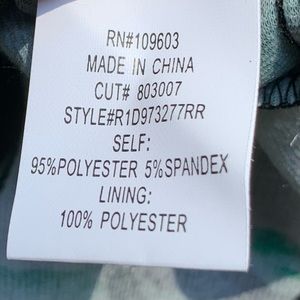 RN#109603
MADE IN CHINA
CUT# 803007
STYLE#R1D973277RR
SELF:
95%POLYESTER 5%SPANDEX
LINING:
100% POLYESTER